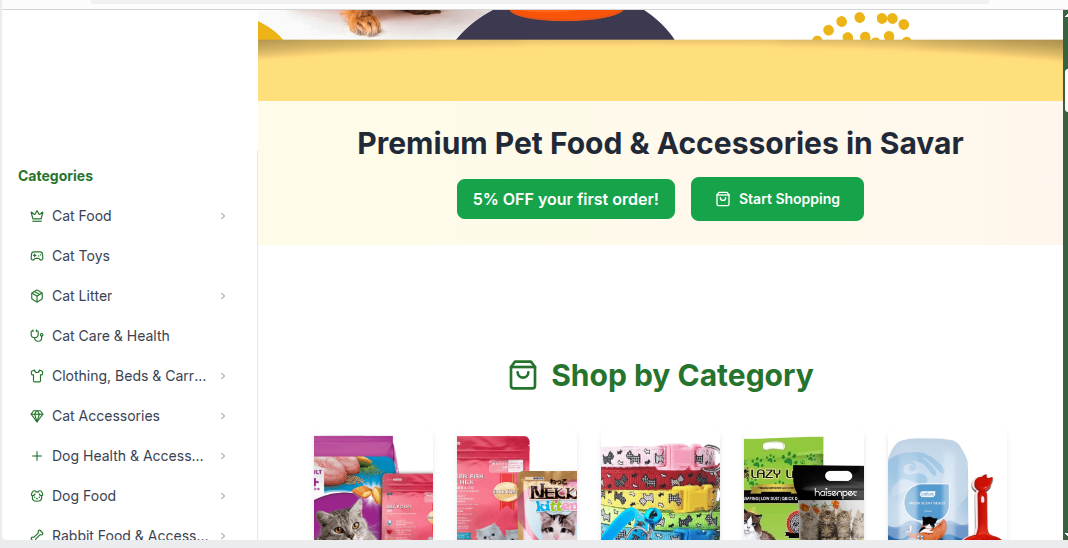 Premium Pet Food & Accessories in Savar
5% OFF your first order!
Start Shopping
Categories
Cat Food
Cat Toys
Cat Litter
Cat Care & Health
Clothing, Beds & Carr...
Cat Accessories
Dog Health & Access...
Dog Food
Rabbit Food & Access...
Shop by Category
FISH
MILK
kitten
LAZY
haisenpet